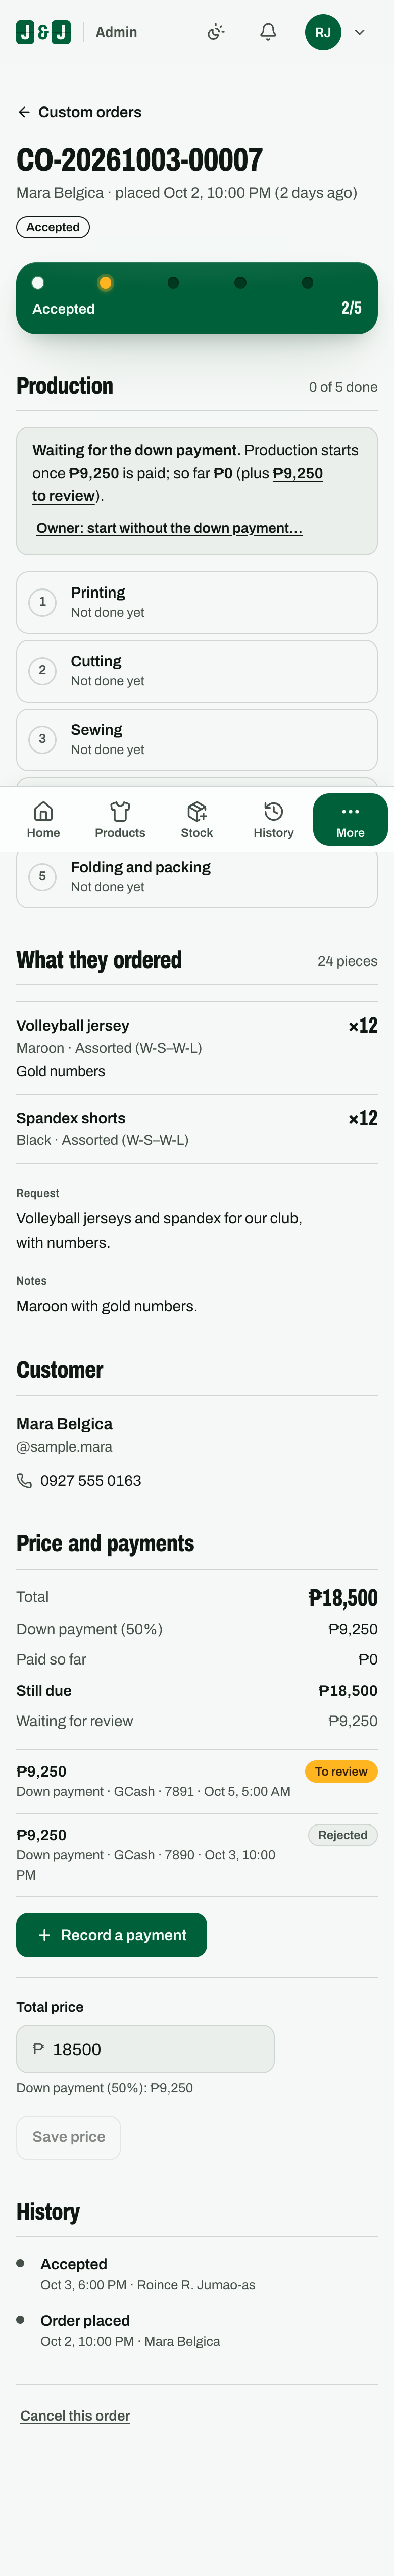 J&J
Admin
RJ
Custom orders
CO-20261003-00007
Mara Belgica · placed Oct 2, 10:00 PM (2 days ago)
Accepted
Accepted
2/5
Production
0 of 5 done
Waiting for the down payment. Production starts
once ₱9,250 is paid; so far ₱0 (plus ₱9,250
to review).
Owner: start without the down payment…
1
Printing
Not done yet
2
Cutting
Not done yet
3
Sewing
Not done yet
Home
Products
Stock
History
More
5
Folding and packing
Not done yet
What they ordered
24 pieces
Volleyball jersey
×12
Maroon · Assorted (W-S–W-L)
Gold numbers
Spandex shorts
×12
Black · Assorted (W-S–W-L)
Request
Volleyball jerseys and spandex for our club,
with numbers.
Notes
Maroon with gold numbers.
Customer
Mara Belgica
@sample.mara
0927 555 0163
Price and payments
Total
₱18,500
Down payment (50%)
₱9,250
Paid so far
₱0
Still due
₱18,500
Waiting for review
₱9,250
₱9,250
To review
Down payment · GCash · 7891 · Oct 5, 5:00 AM
₱9,250
Rejected
Down payment · GCash · 7890 · Oct 3, 10:00
PM
Record a payment
Total price
₱ 18500
Down payment (50%): ₱9,250
Save price
History
Accepted
Oct 3, 6:00 PM · Roince R. Jumao-as
Order placed
Oct 2, 10:00 PM · Mara Belgica
Cancel this order